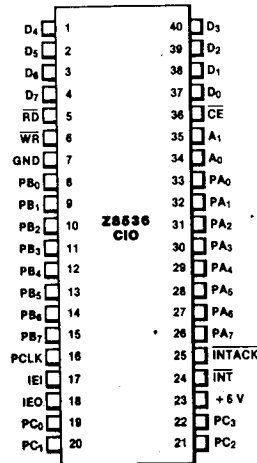 D4 1 40 D3
D5 2 39 D2
D6 3 38 D1
D7 4 37 D0
RD 5 36 CE
WR 6 35 A1
GND 7 34 A0
PB0 8 33 PA0
PB1 9 32 PA1
PB2 10 Z8536 31 PA2
PB3 11 CIO 30 PA3
PB4 12 29 PA4
PB5 13 28 PA5
PB6 14 27 PA6
PB7 15 26 PA7
PCLK 16 25 INTACK
IEI 17 24 INT
IEO 18 23 +5 V
PC0 19 22 PC3
PC1 20 21 PC2